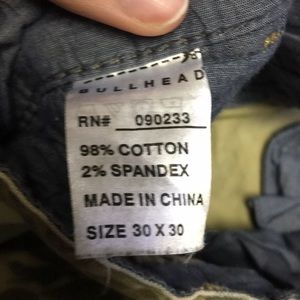 BULLHEAD
RN# 090233
98% COTTON
2% SPANDEX
MADE IN CHINA
SIZE 30 X 30